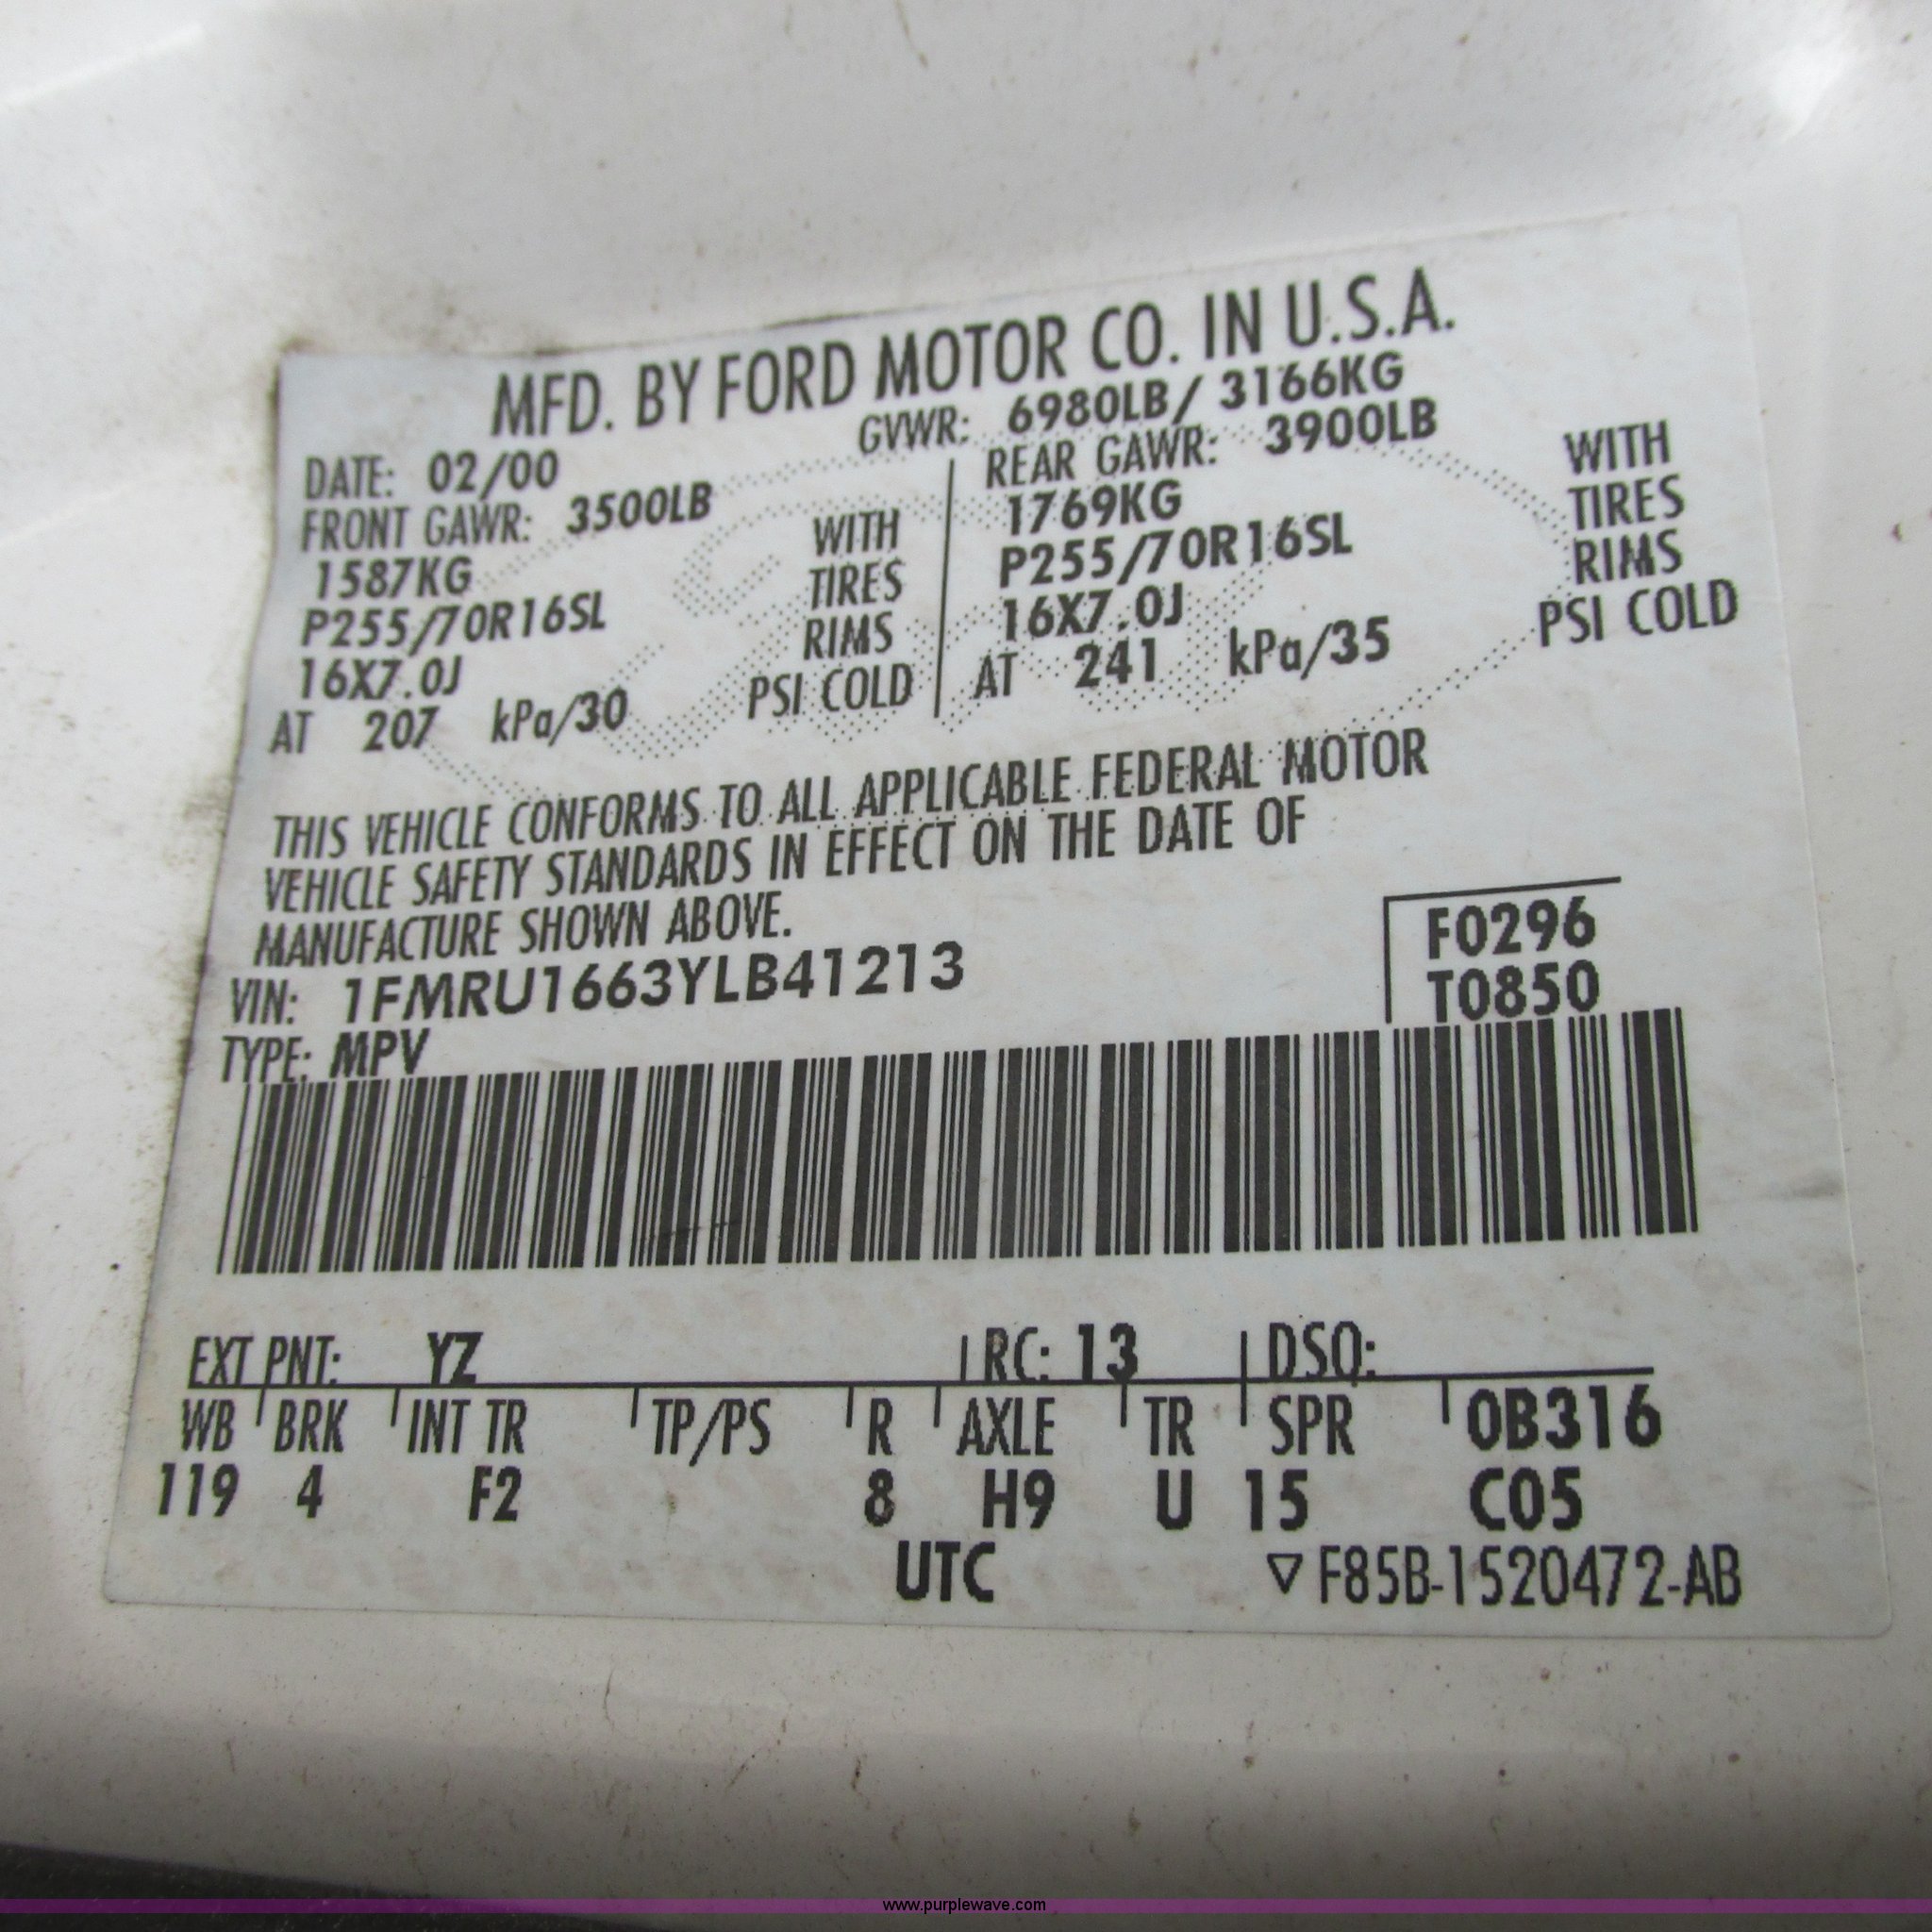 MFD. BY FORD MOTOR CO. IN U.S.A.
DATE: 02/00 GVWR: 6980LB/ 3166KG
FRONT GAWR: 3500LB REAR GAWR: 3900LB
1587KG WITH 1769KG WITH
P255/70R16SL TIRES P255/70R16SL TIRES
16X7.0J RIMS 16X7.0J RIMS
AT 207 kPa/30 PSI COLD AT 241 kPa/35 PSI COLD
THIS VEHICLE CONFORMS TO ALL APPLICABLE FEDERAL MOTOR
VEHICLE SAFETY STANDARDS IN EFFECT ON THE DATE OF
MANUFACTURE SHOWN ABOVE.
F0296
VIN: 1FMRU1663YLB41213 T0850
TYPE: MPV
EXT PNT: YZ RC: 13 DSO:
WB BRK INT TR TP/PS R AXLE TR SPR 0B316
119 4 F2 8 H9 U 15 C05
UTC ▽ F85B-1520472-AB
www.purplewave.com